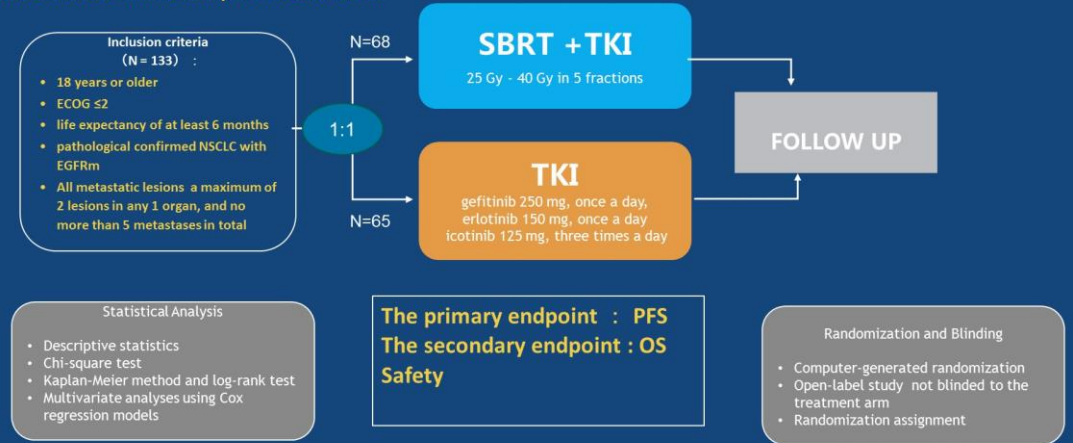 Inclusion criteria
（N = 133） :
• 18 years or older
• ECOG ≤2
• life expectancy of at least 6 months
• pathological confirmed NSCLC with
EGFRm
• All metastatic lesions a maximum of
2 lesions in any 1 organ, and no
more than 5 metastases in total
1:1
N=68
SBRT +TKI
25 Gy - 40 Gy in 5 fractions
N=65
TKI
gefitinib 250 mg, once a day,
erlotinib 150 mg, once a day
icotinib 125 mg, three times a day
FOLLOW UP
Statistical Analysis
• Descriptive statistics
• Chi-square test
• Kaplan-Meier method and log-rank test
• Multivariate analyses using Cox
regression models
The primary endpoint : PFS
The secondary endpoint : OS
Safety
Randomization and Blinding
• Computer-generated randomization
• Open-label study not blinded to the
treatment arm
• Randomization assignment